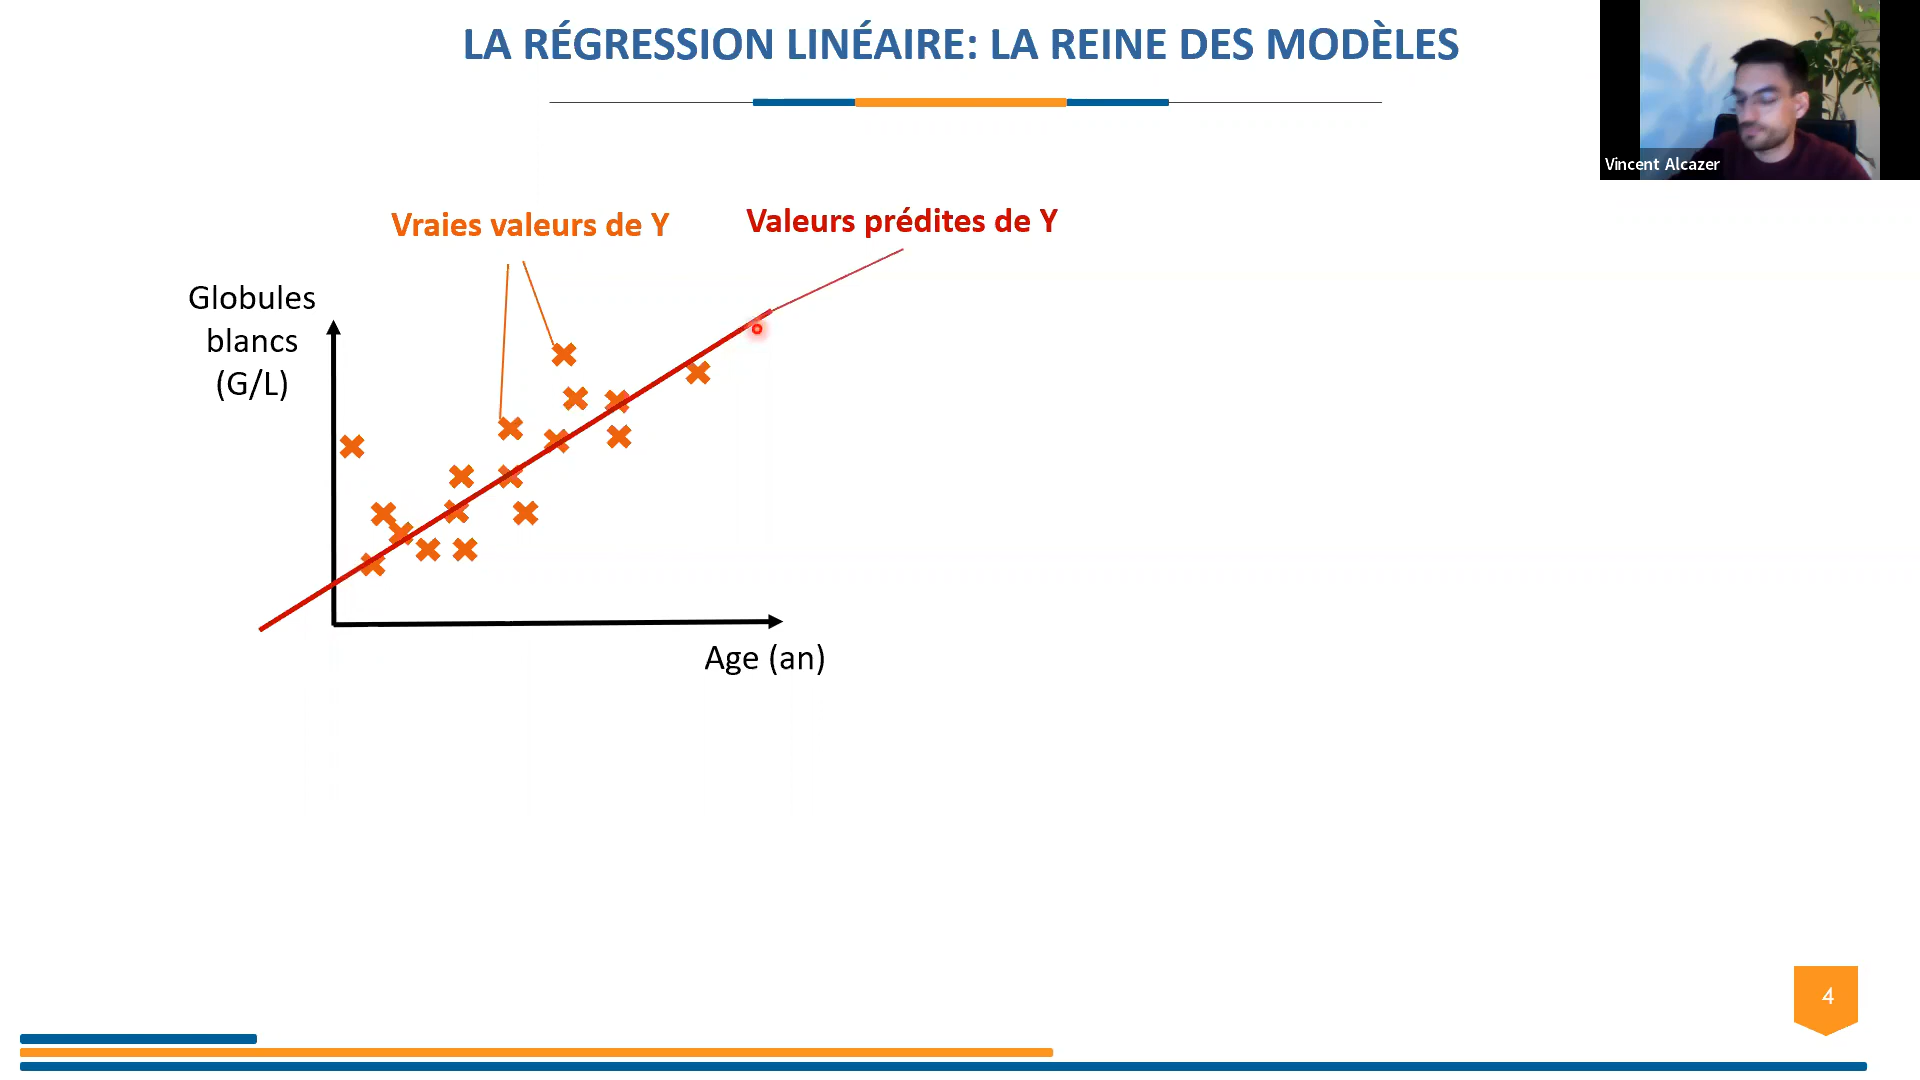 LA RÉGRESSION LINÉAIRE: LA REINE DES MODÈLES
Vincent Alcazer
Vraies valeurs de Y
Valeurs prédites de Y
Globules
blancs
(G/L)
Age (an)
4